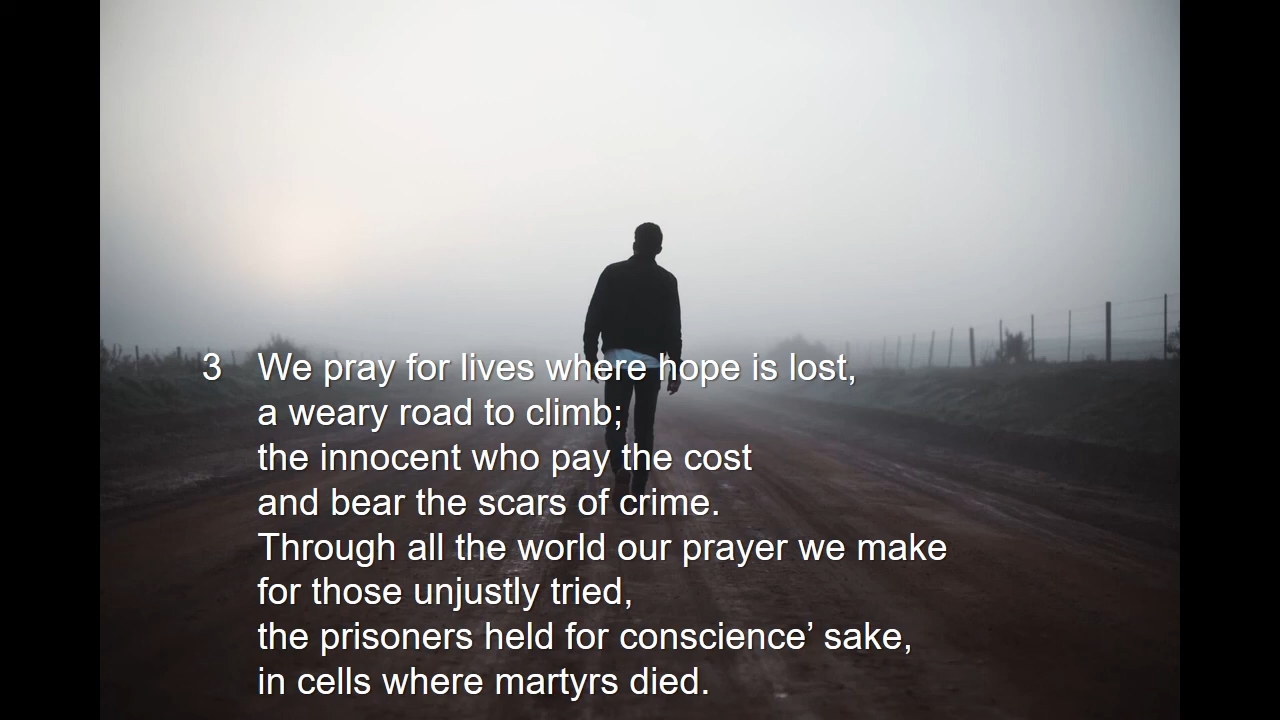 3 We pray for lives where hope is lost,
a weary road to climb;
the innocent who pay the cost
and bear the scars of crime.
Through all the world our prayer we make
for those unjustly tried,
the prisoners held for conscience’ sake,
in cells where martyrs died.